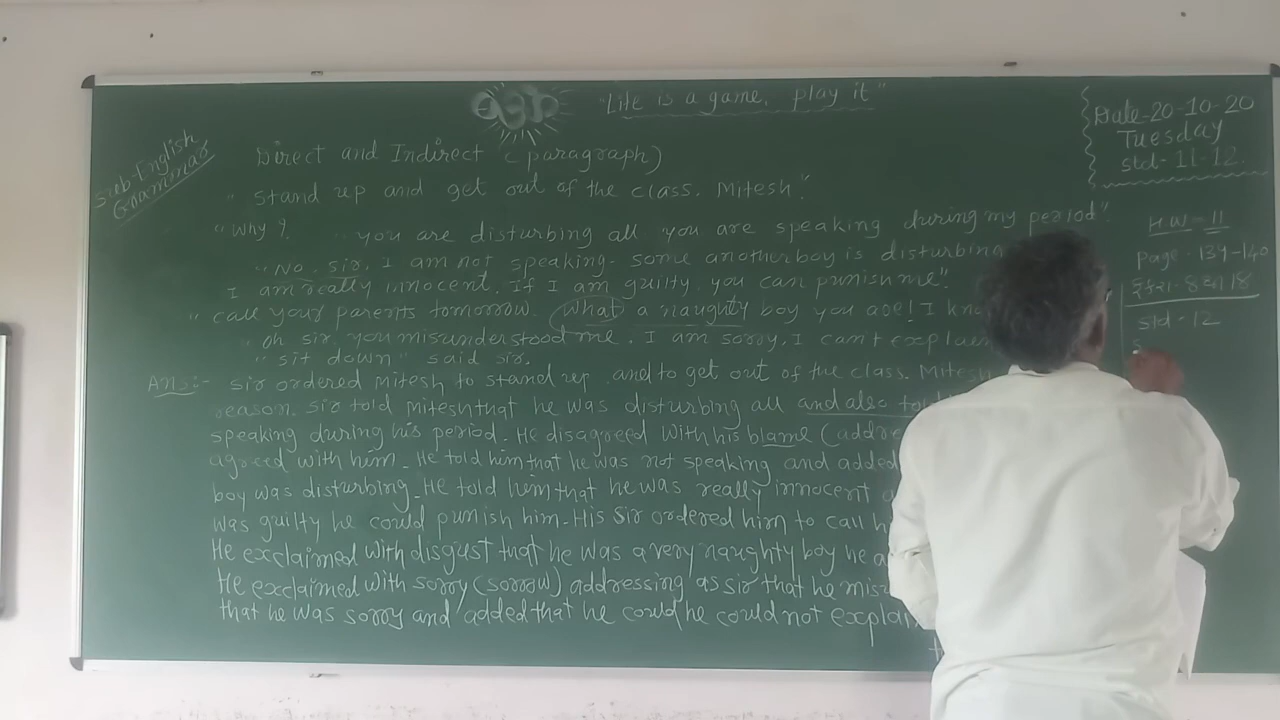 "Life is a game, play it"
Date-20-10-20
Tuesday
std-11-12.
Sub-English
Grammar
Direct and Indirect (paragraph)
"Stand up and get out of the class. Mitesh".
"Why? you are disturbing all you are speaking during my period".
"No. sir. I am not speaking. some another boy is disturbing
I am really innocent. If I am guilty, you can punish me"
"call your parents tomorrow. What a naughty boy you are! I
"oh sir, you misunderstood me. I am sorry. I can't explain
"sit down" said sir.
Ans:- Sir ordered Mitesh to stand up and to get out of the class. Mitesh
reason. Sir told Mitesh that he was disturbing all and also
speaking during his period. He disagreed with his blame
agreed with him. He told him that he was not speaking and added
boy was disturbing. He told him that he was really innocent
was guilty he could punish him. His Sir ordered him to call
He exclaimed with disgust that he was a very naughty boy he
He exclaimed with sorry (sorrow) addressing as sir that he
that he was sorry and added that he could he could not explain
H.W = 11
page - 134-140
std - 12